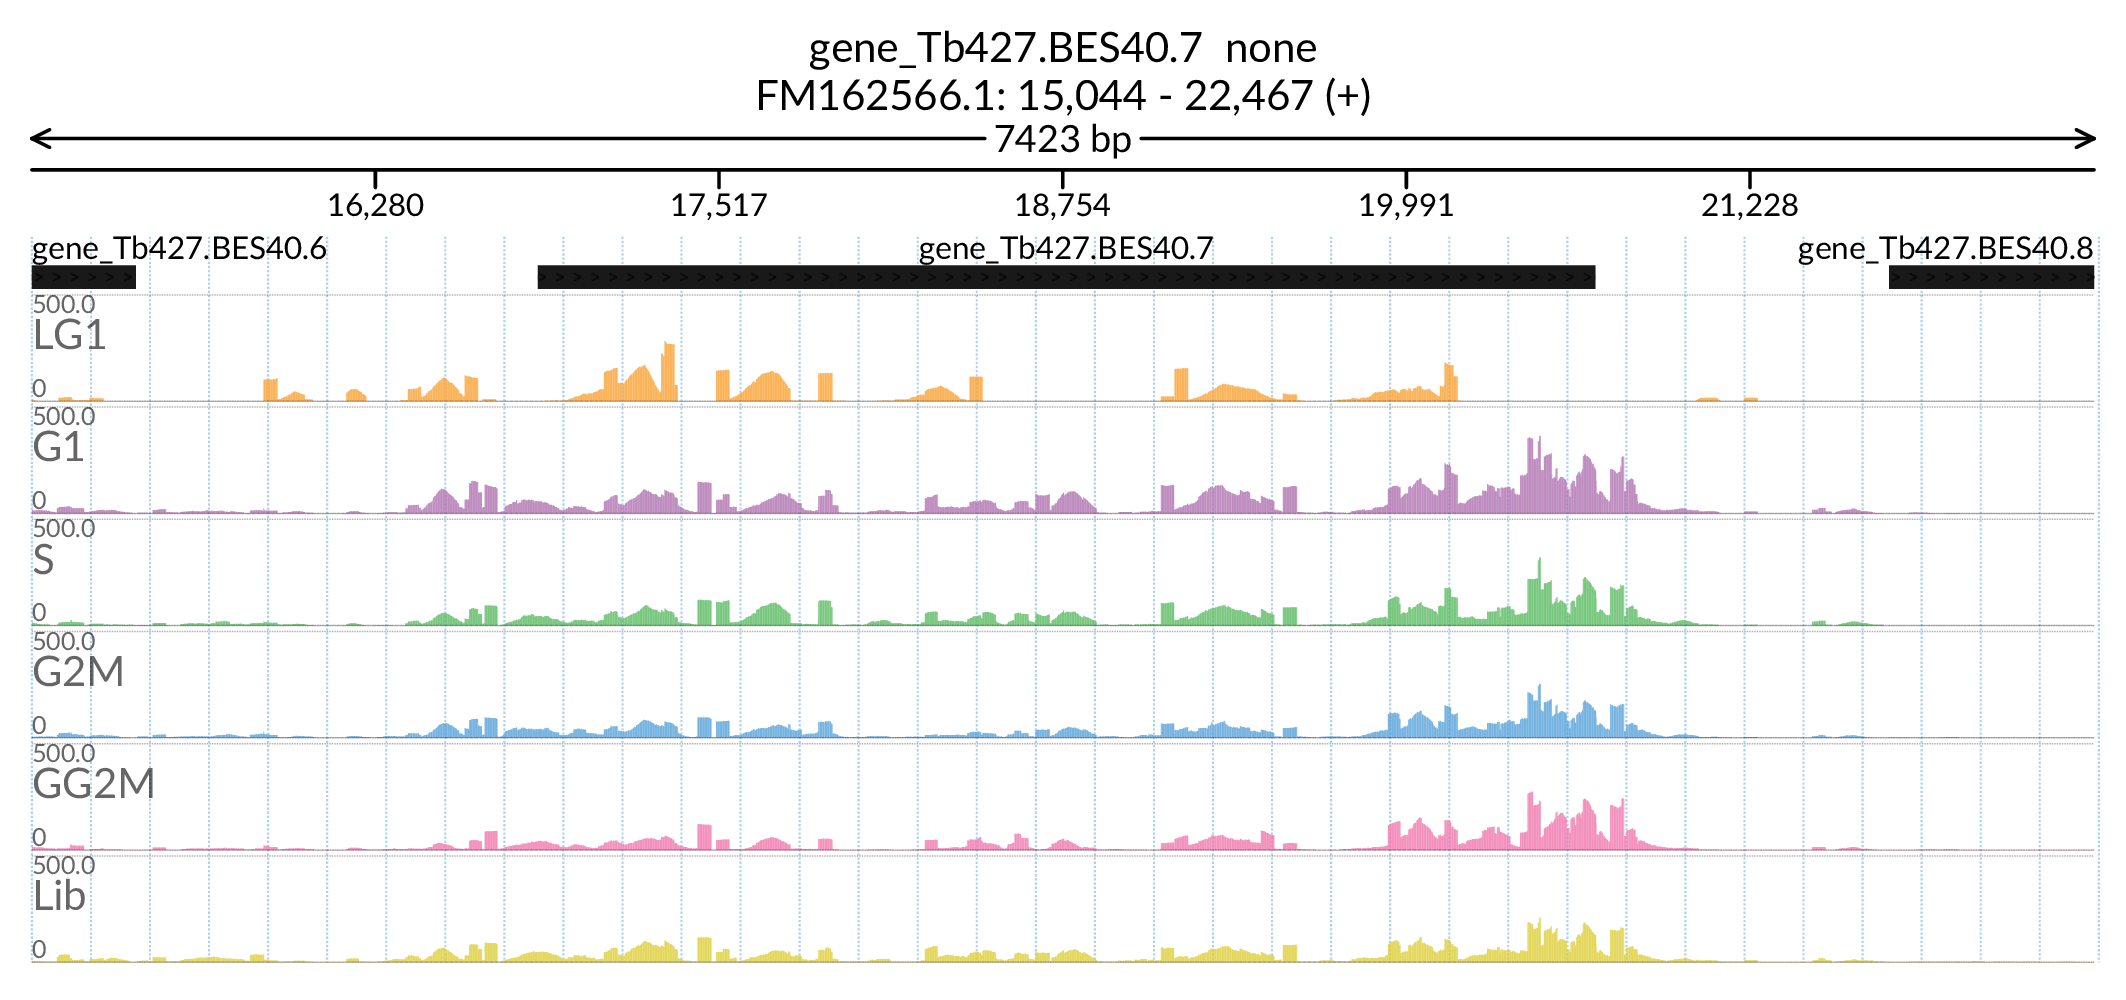 gene_Tb427.BES40.7 none
FM162566.1: 15,044 - 22,467 (+)
7423 bp
16,280 17,517 18,754 19,991 21,228
gene_Tb427.BES40.6 gene_Tb427.BES40.7 gene_Tb427.BES40.8
500.0
LG1
0
500.0
G1
0
500.0
S
0
500.0
G2M
0
500.0
GG2M
0
500.0
Lib
0